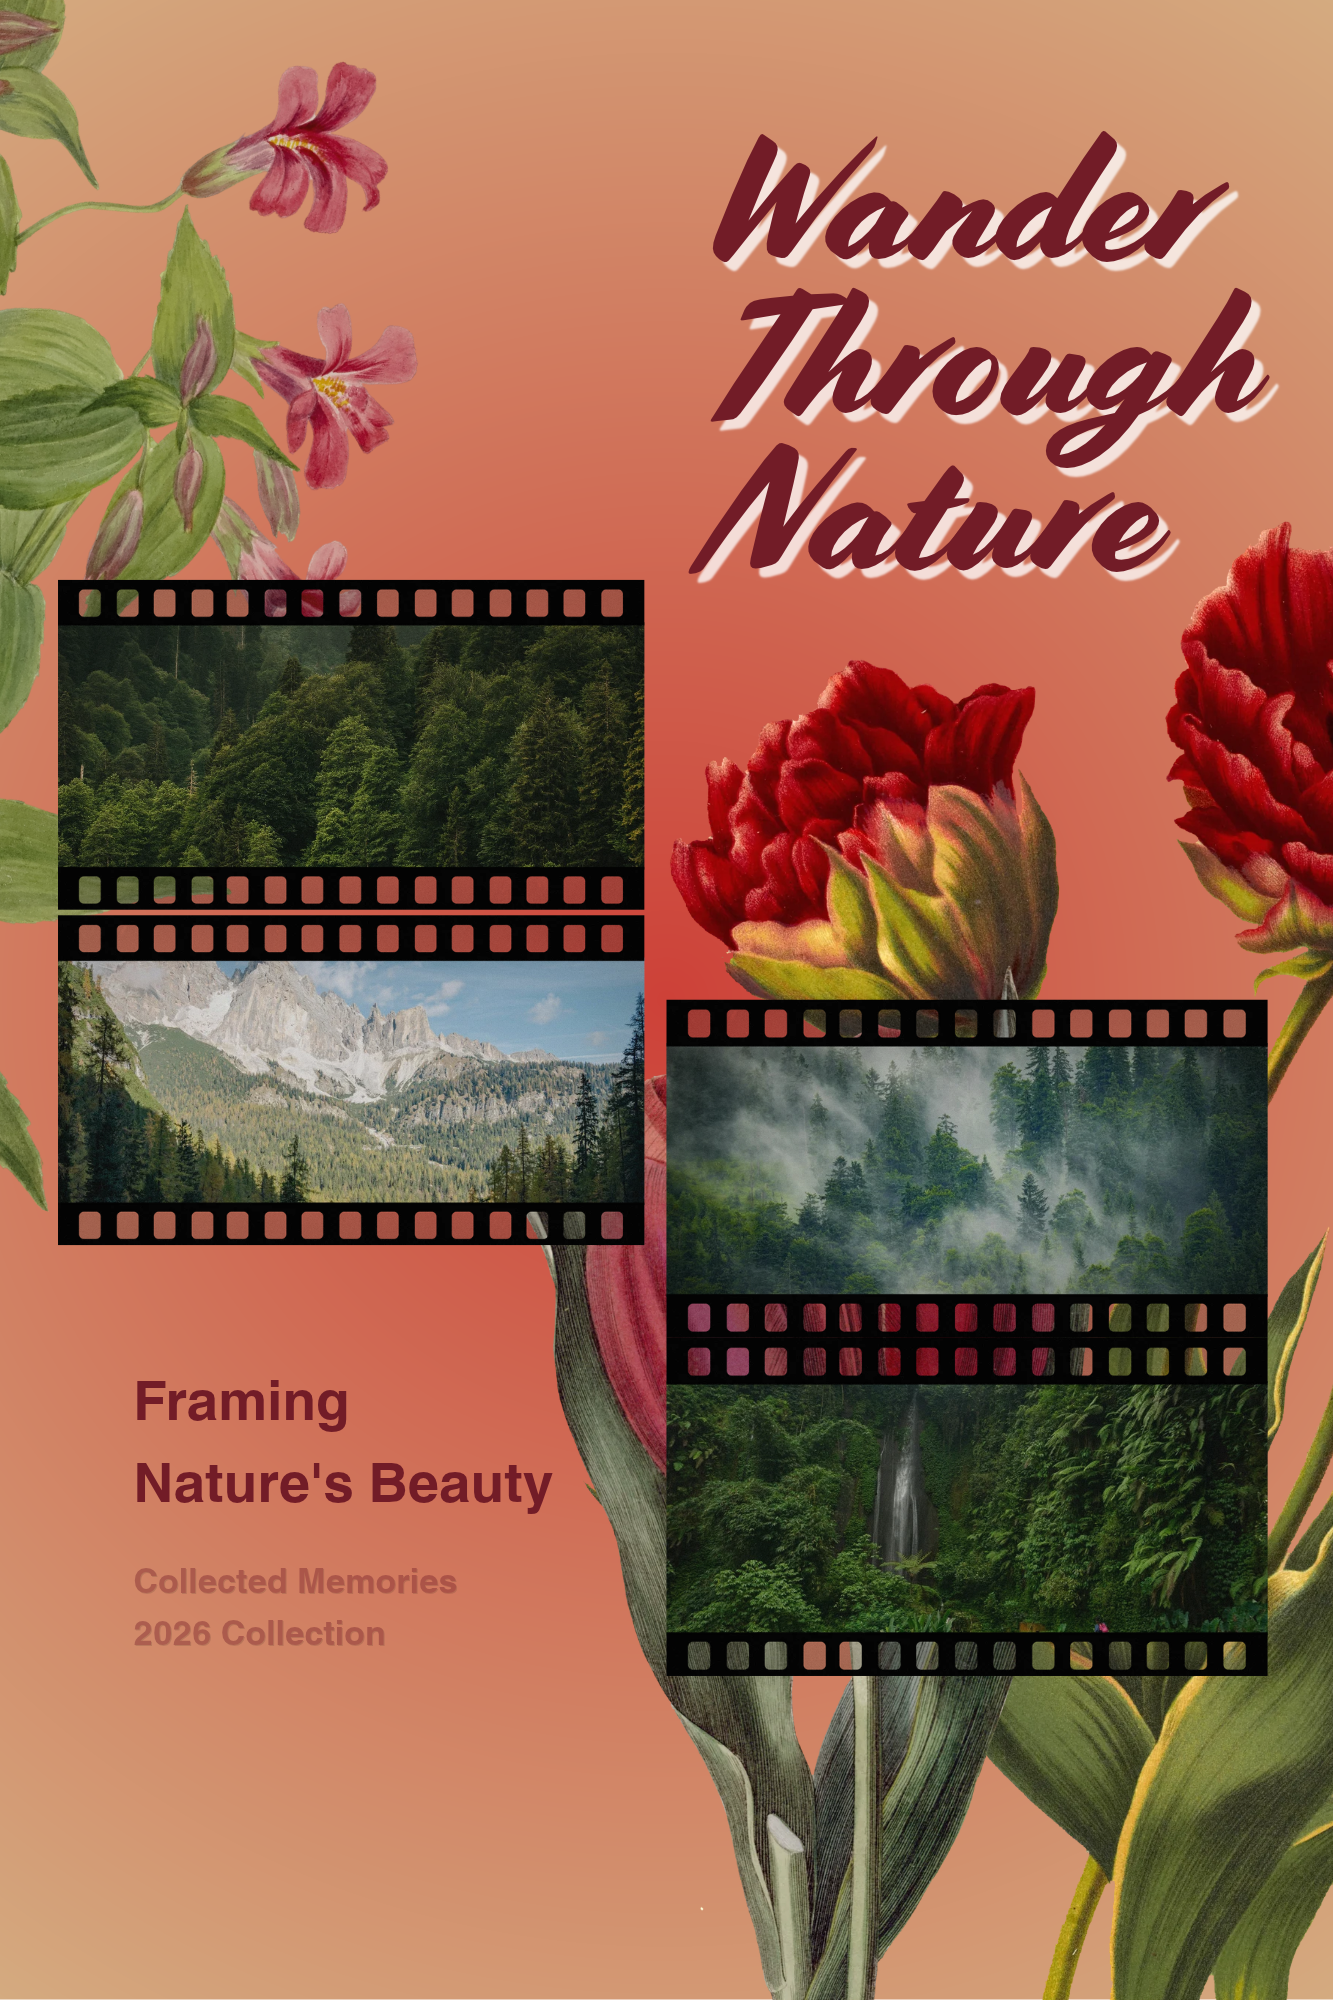 Wander
Through
Nature
Framing
Nature's Beauty
Collected Memories
2026 Collection